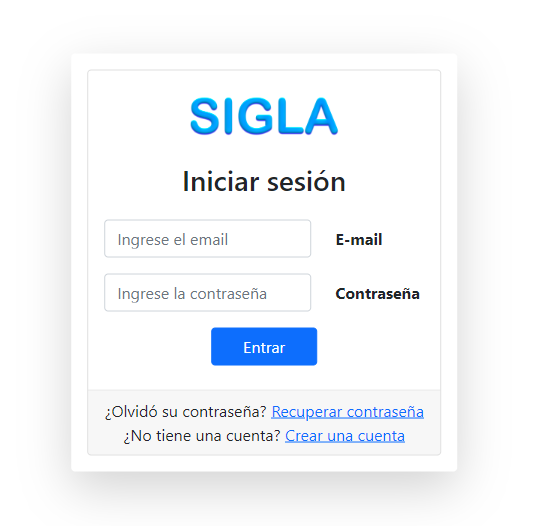 SIGLA
Iniciar sesión
Ingrese el email E-mail
Ingrese la contraseña Contraseña
Entrar
¿Olvidó su contraseña? Recuperar contraseña
¿No tiene una cuenta? Crear una cuenta